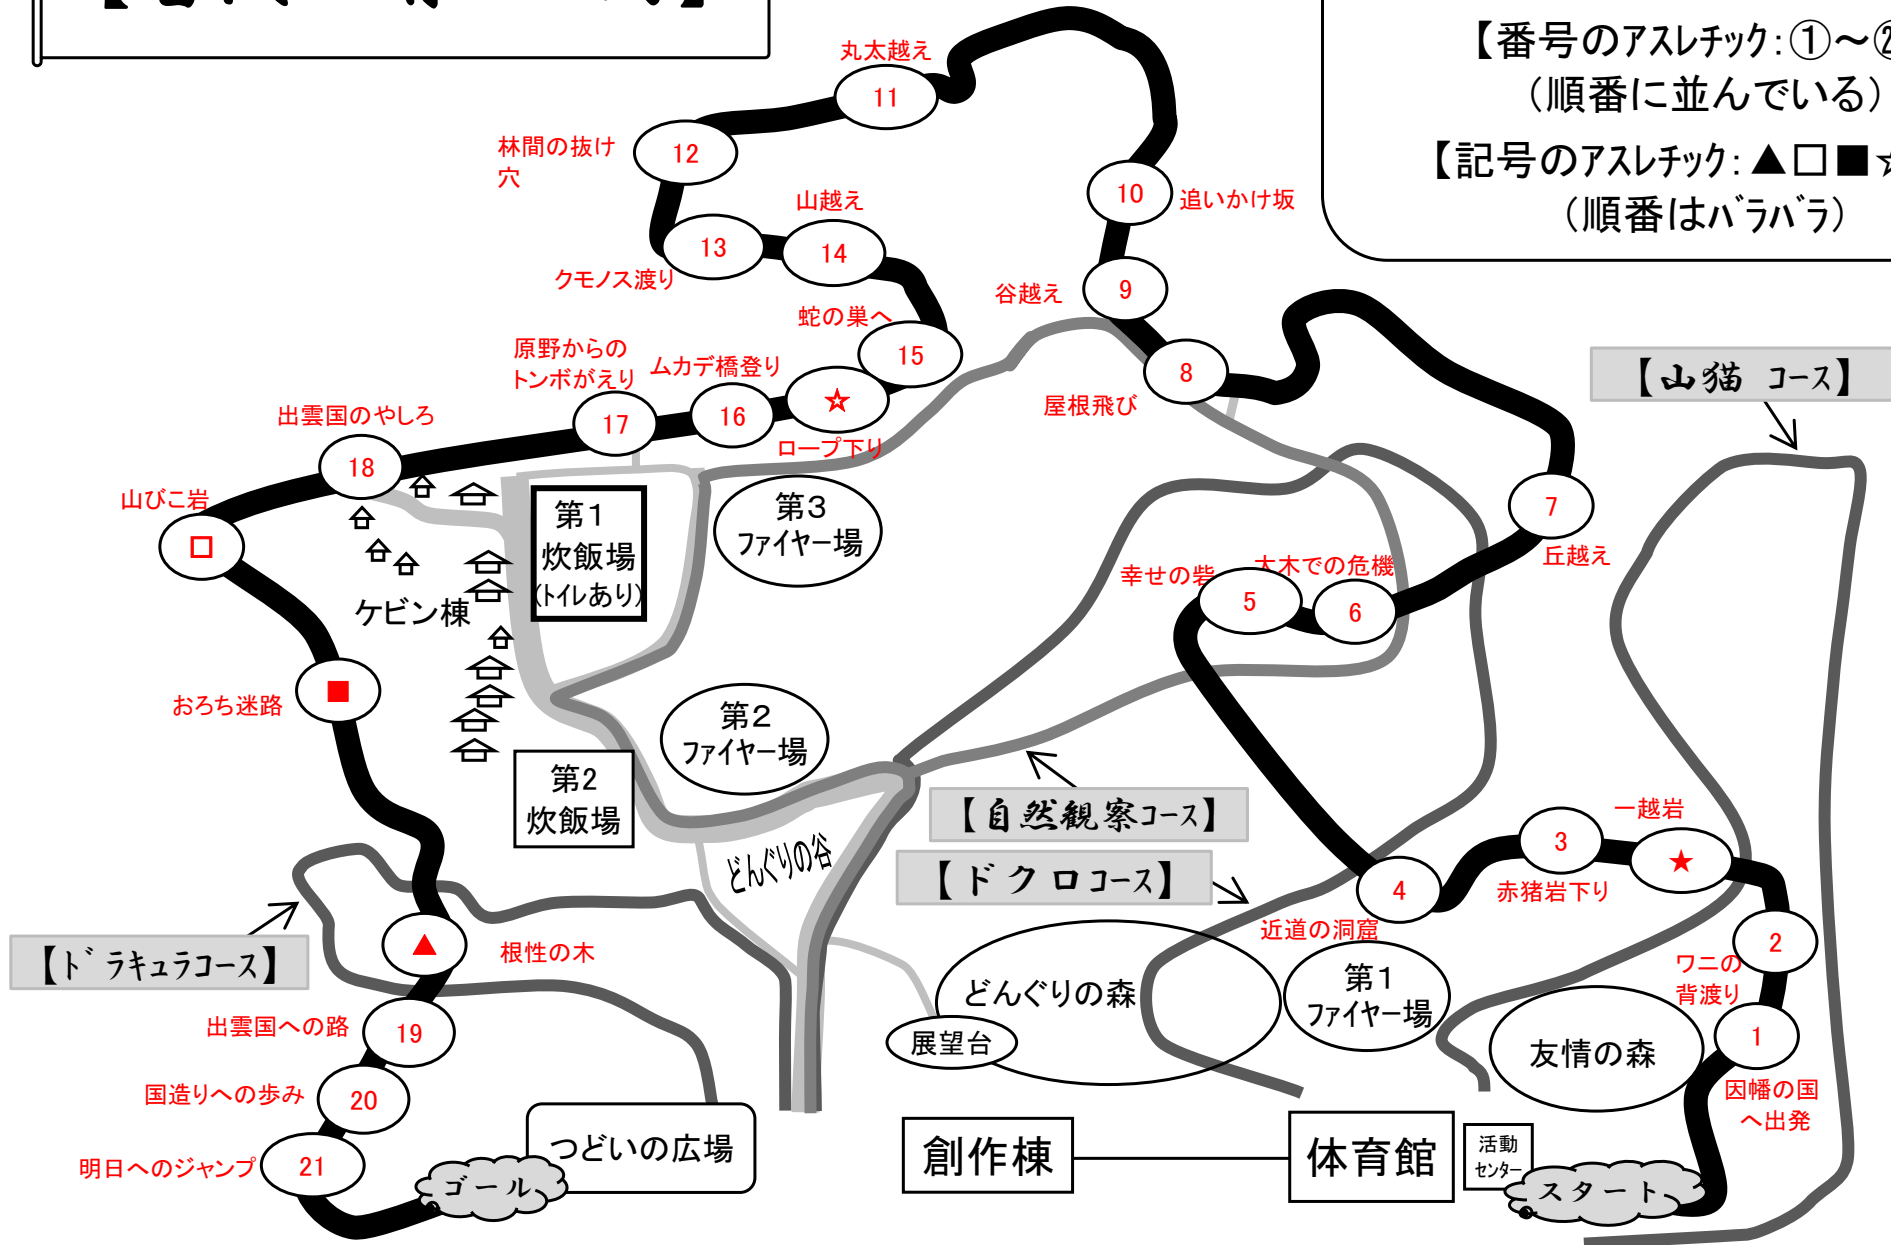 【番号のアスレチック:①～
(順番に並んでいる)
【記号のアスレチック:▲□■☆
(順番はバラバラ)
丸太越え
11
林間の抜け
穴
12
10
追いかけ坂
山越え
13
14
クモノス渡り
谷越え
9
蛇の巣へ
15
原野からの
トンボがえり
ムカデ橋登り
8
屋根飛び
【山猫 コース】
17
16
☆
ロープ下り
出雲国のやしろ
18
山びこ岩
□
第1
炊飯場
(トイレあり)
第3
ファイヤー場
7
丘越え
幸せの砦
大木での危機
5
6
ケビン棟
おろち迷路
■
第2
ファイヤー場
第2
炊飯場
【自然観察コース】
どんぐりの谷
【ドクロコース】
一越岩
3
★
赤猪岩下り
4
近道の洞窟
【ドラキュラコース】
▲
根性の木
2
ワニの
背渡り
どんぐりの森
第1
ファイヤー場
出雲国への路
19
展望台
友情の森
1
因幡の国
へ出発
国造りへの歩み
20
つどいの広場
創作棟
体育館
活動
センター
明日へのジャンプ
21
ゴール
スタート